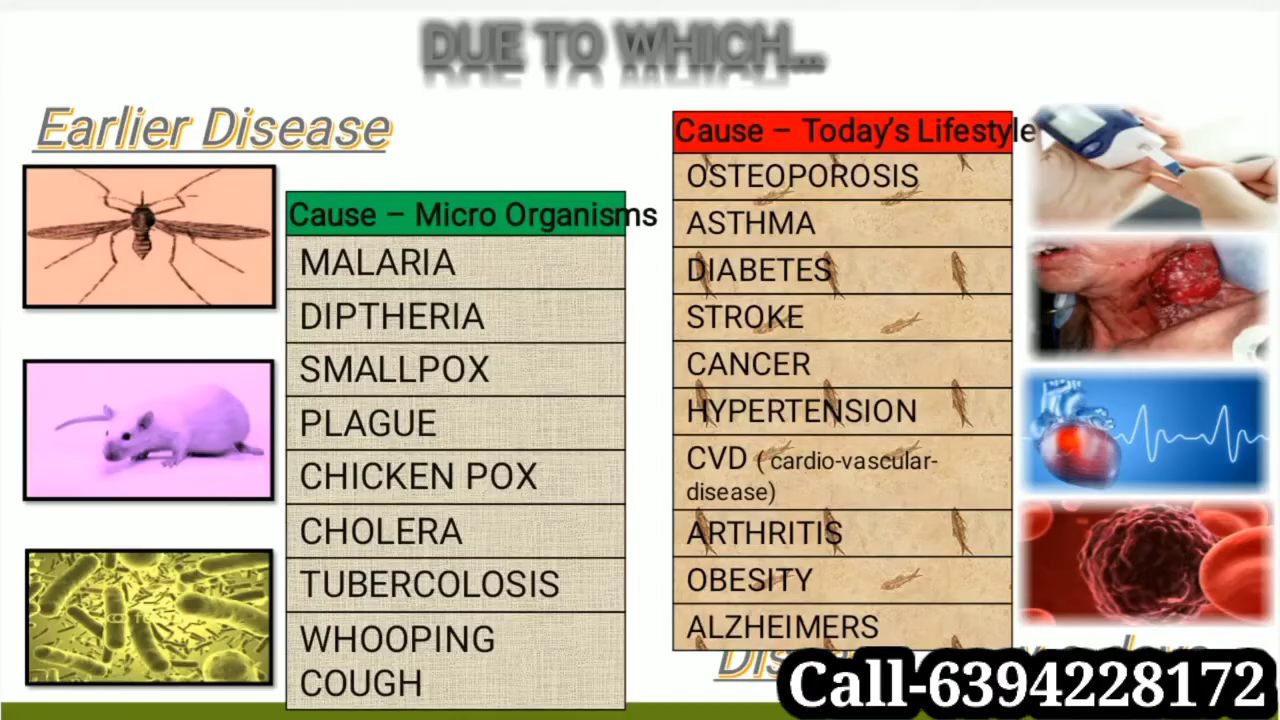 DUE TO WHICH...
Earlier Disease
Cause – Micro Organisms
MALARIA
DIPTHERIA
SMALLPOX
PLAGUE
CHICKEN POX
CHOLERA
TUBERCOLOSIS
WHOOPING
COUGH
Cause – Today's Lifestyle
OSTEOPOROSIS
ASTHMA
DIABETES
STROKE
CANCER
HYPERTENSION
CVD ( cardio-vascular-
disease)
ARTHRITIS
OBESITY
ALZHEIMERS
Call-6394228172